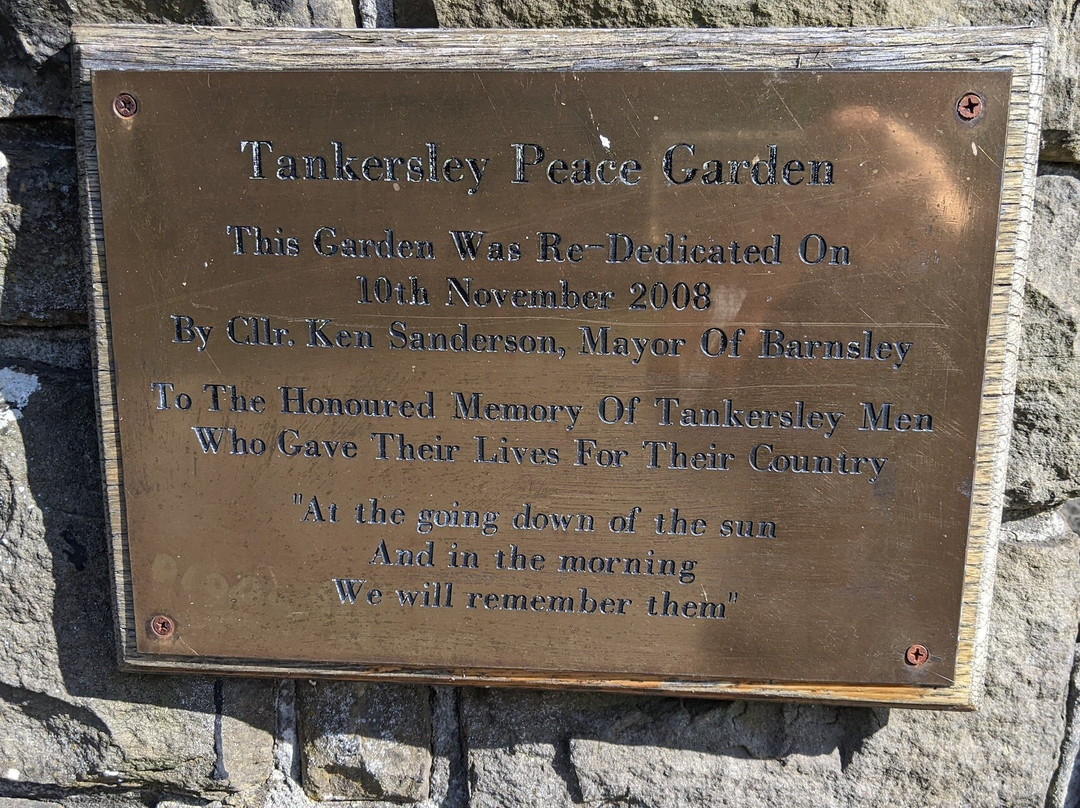 Tankersley Peace Garden
This Garden Was Re-Dedicated On
10th November 2008
By Cllr. Ken Sanderson, Mayor Of Barnsley
To The Honoured Memory Of Tankersley Men
Who Gave Their Lives For Their Country
"At the going down of the sun
And in the morning
We will remember them"